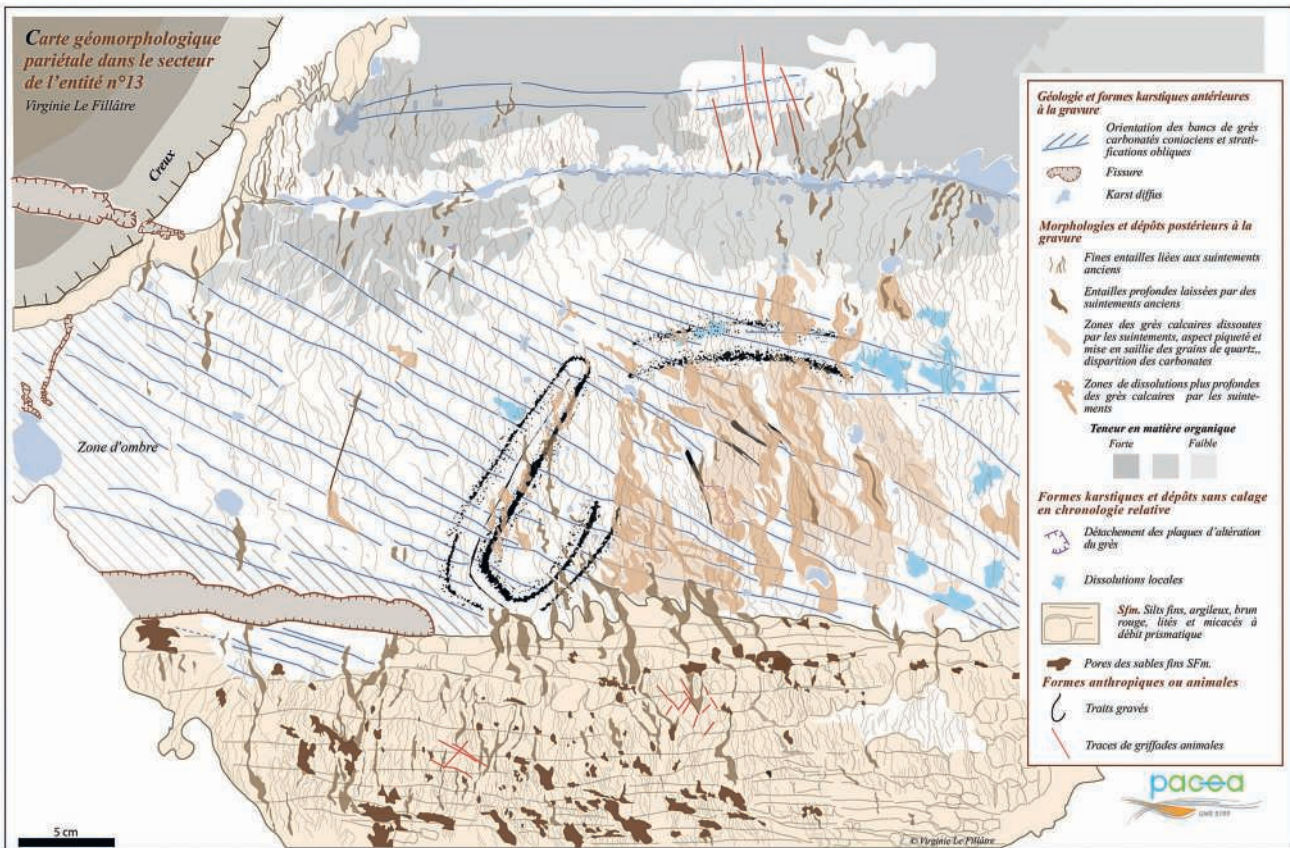 Carte géomorphologique
pariétale dans le secteur
de l'entité n°13
Virginie Le Fillâtre
Creux
Zone d'ombre
5 cm
© Virginie Le Fillâtre
Géologie et formes karstiques antérieures
à la gravure
Orientation des bancs de grès
carbonatés coniaciens et strati-
fications obliques
Fissure
Karst diffus
Morphologies et dépôts postérieurs à la
gravure
Fines entailles liées aux suintements
anciens
Entailles profondes laissées par des
suintements anciens
Zones des grès calcaires dissoutes
par les suintements, aspect piqueté et
mise en saillie des grains de quartz,,
disparition des carbonates
Zones de dissolutions plus profondes
des grès calcaires par les suinte-
ments
Teneur en matière organique
Forte Faible
Formes karstiques et dépôts sans calage
en chronologie relative
Détachement des plaques d'altération
du grès
Dissolutions locales
Sfm. Silts fins, argileux, brun
rouge, lités et micacés à
débit prismatique
Pores des sables fins SFm.
Formes anthropiques ou animales
Traits gravés
Traces de griffades animales
pacea
UMR 5199